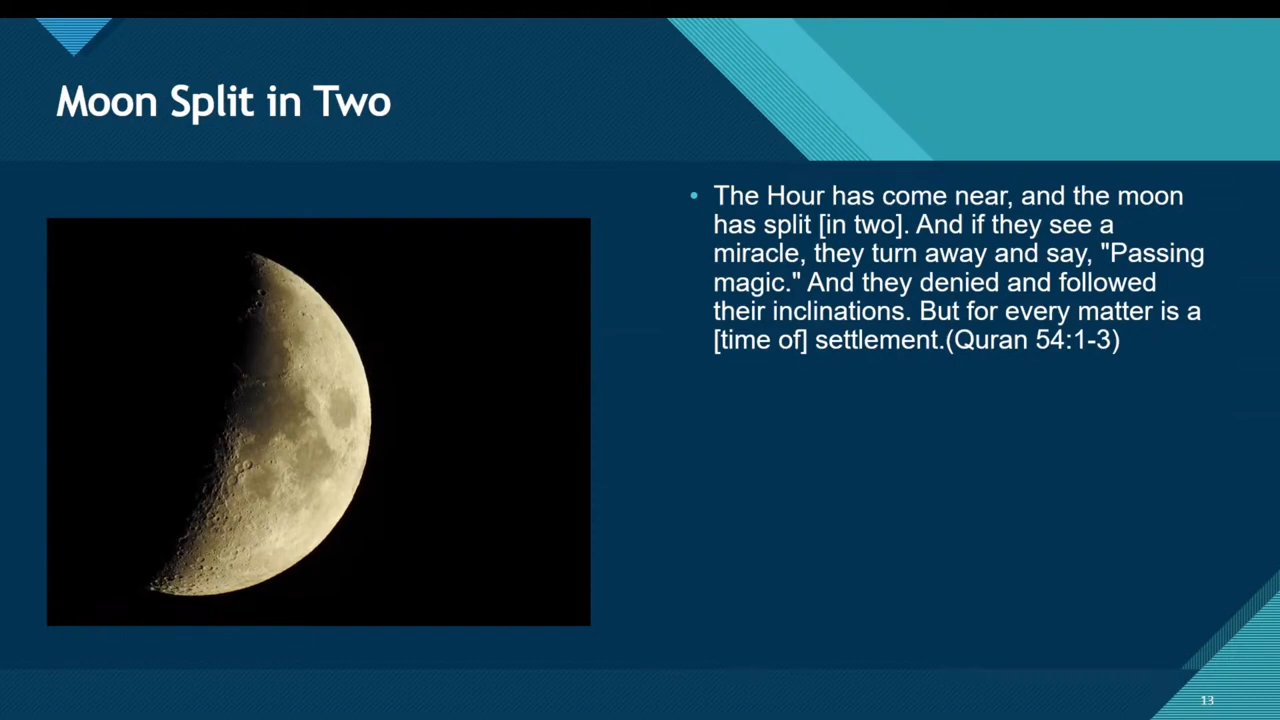 Moon Split in Two
• The Hour has come near, and the moon
has split [in two]. And if they see a
miracle, they turn away and say, "Passing
magic." And they denied and followed
their inclinations. But for every matter is a
[time of] settlement.(Quran 54:1-3)
13